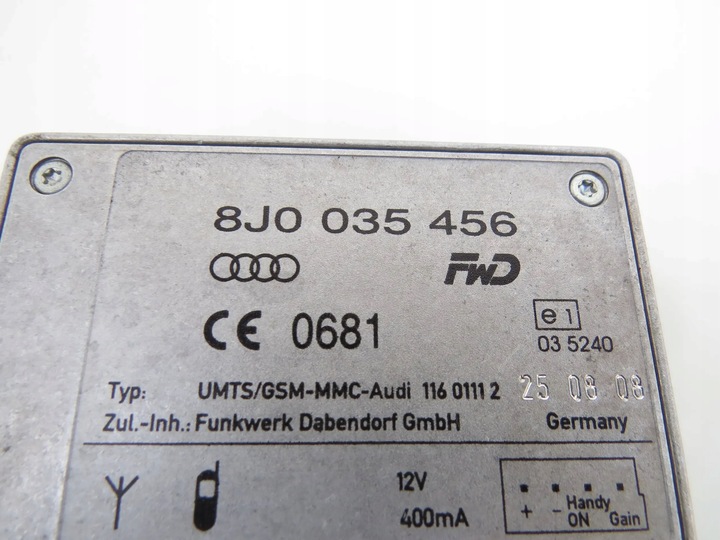 8J0 035 456
FWD
CE 0681
e1
03 5240
Typ: UMTS/GSM-MMC-Audi 116 0111 2 25 08 08
Zul.-Inh.: Funkwerk Dabendorf GmbH Germany
12V
400mA
+ - Handy ON Gain